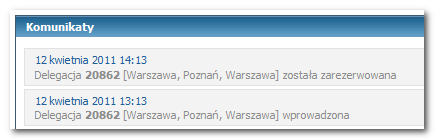 Komunikaty
12 kwietnia 2011 14:13
Delegacja 20862 [Warszawa, Poznań, Warszawa] została zarezerwowana
12 kwietnia 2011 13:13
Delegacja 20862 [Warszawa, Poznań, Warszawa] wprowadzona